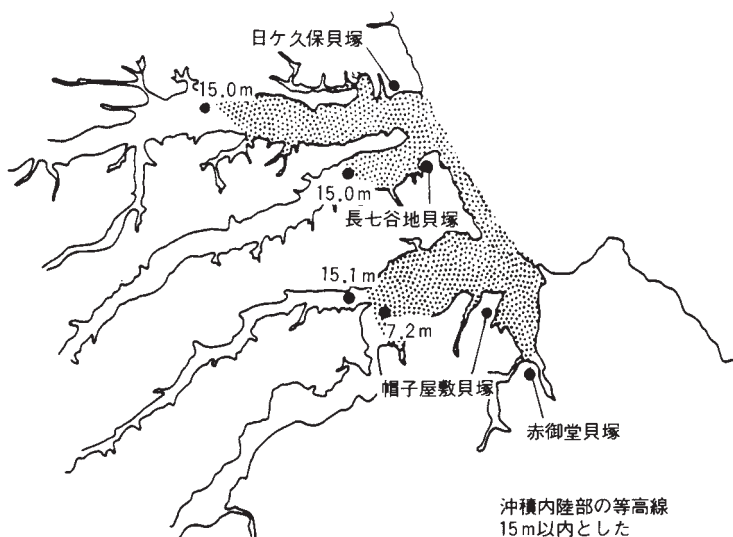 日ケ久保貝塚
15.0m
15.0m
長七谷地貝塚
15.1m
7.2m
帽子屋敷貝塚
赤御堂貝塚
沖積内陸部の等高線
15m以内とした